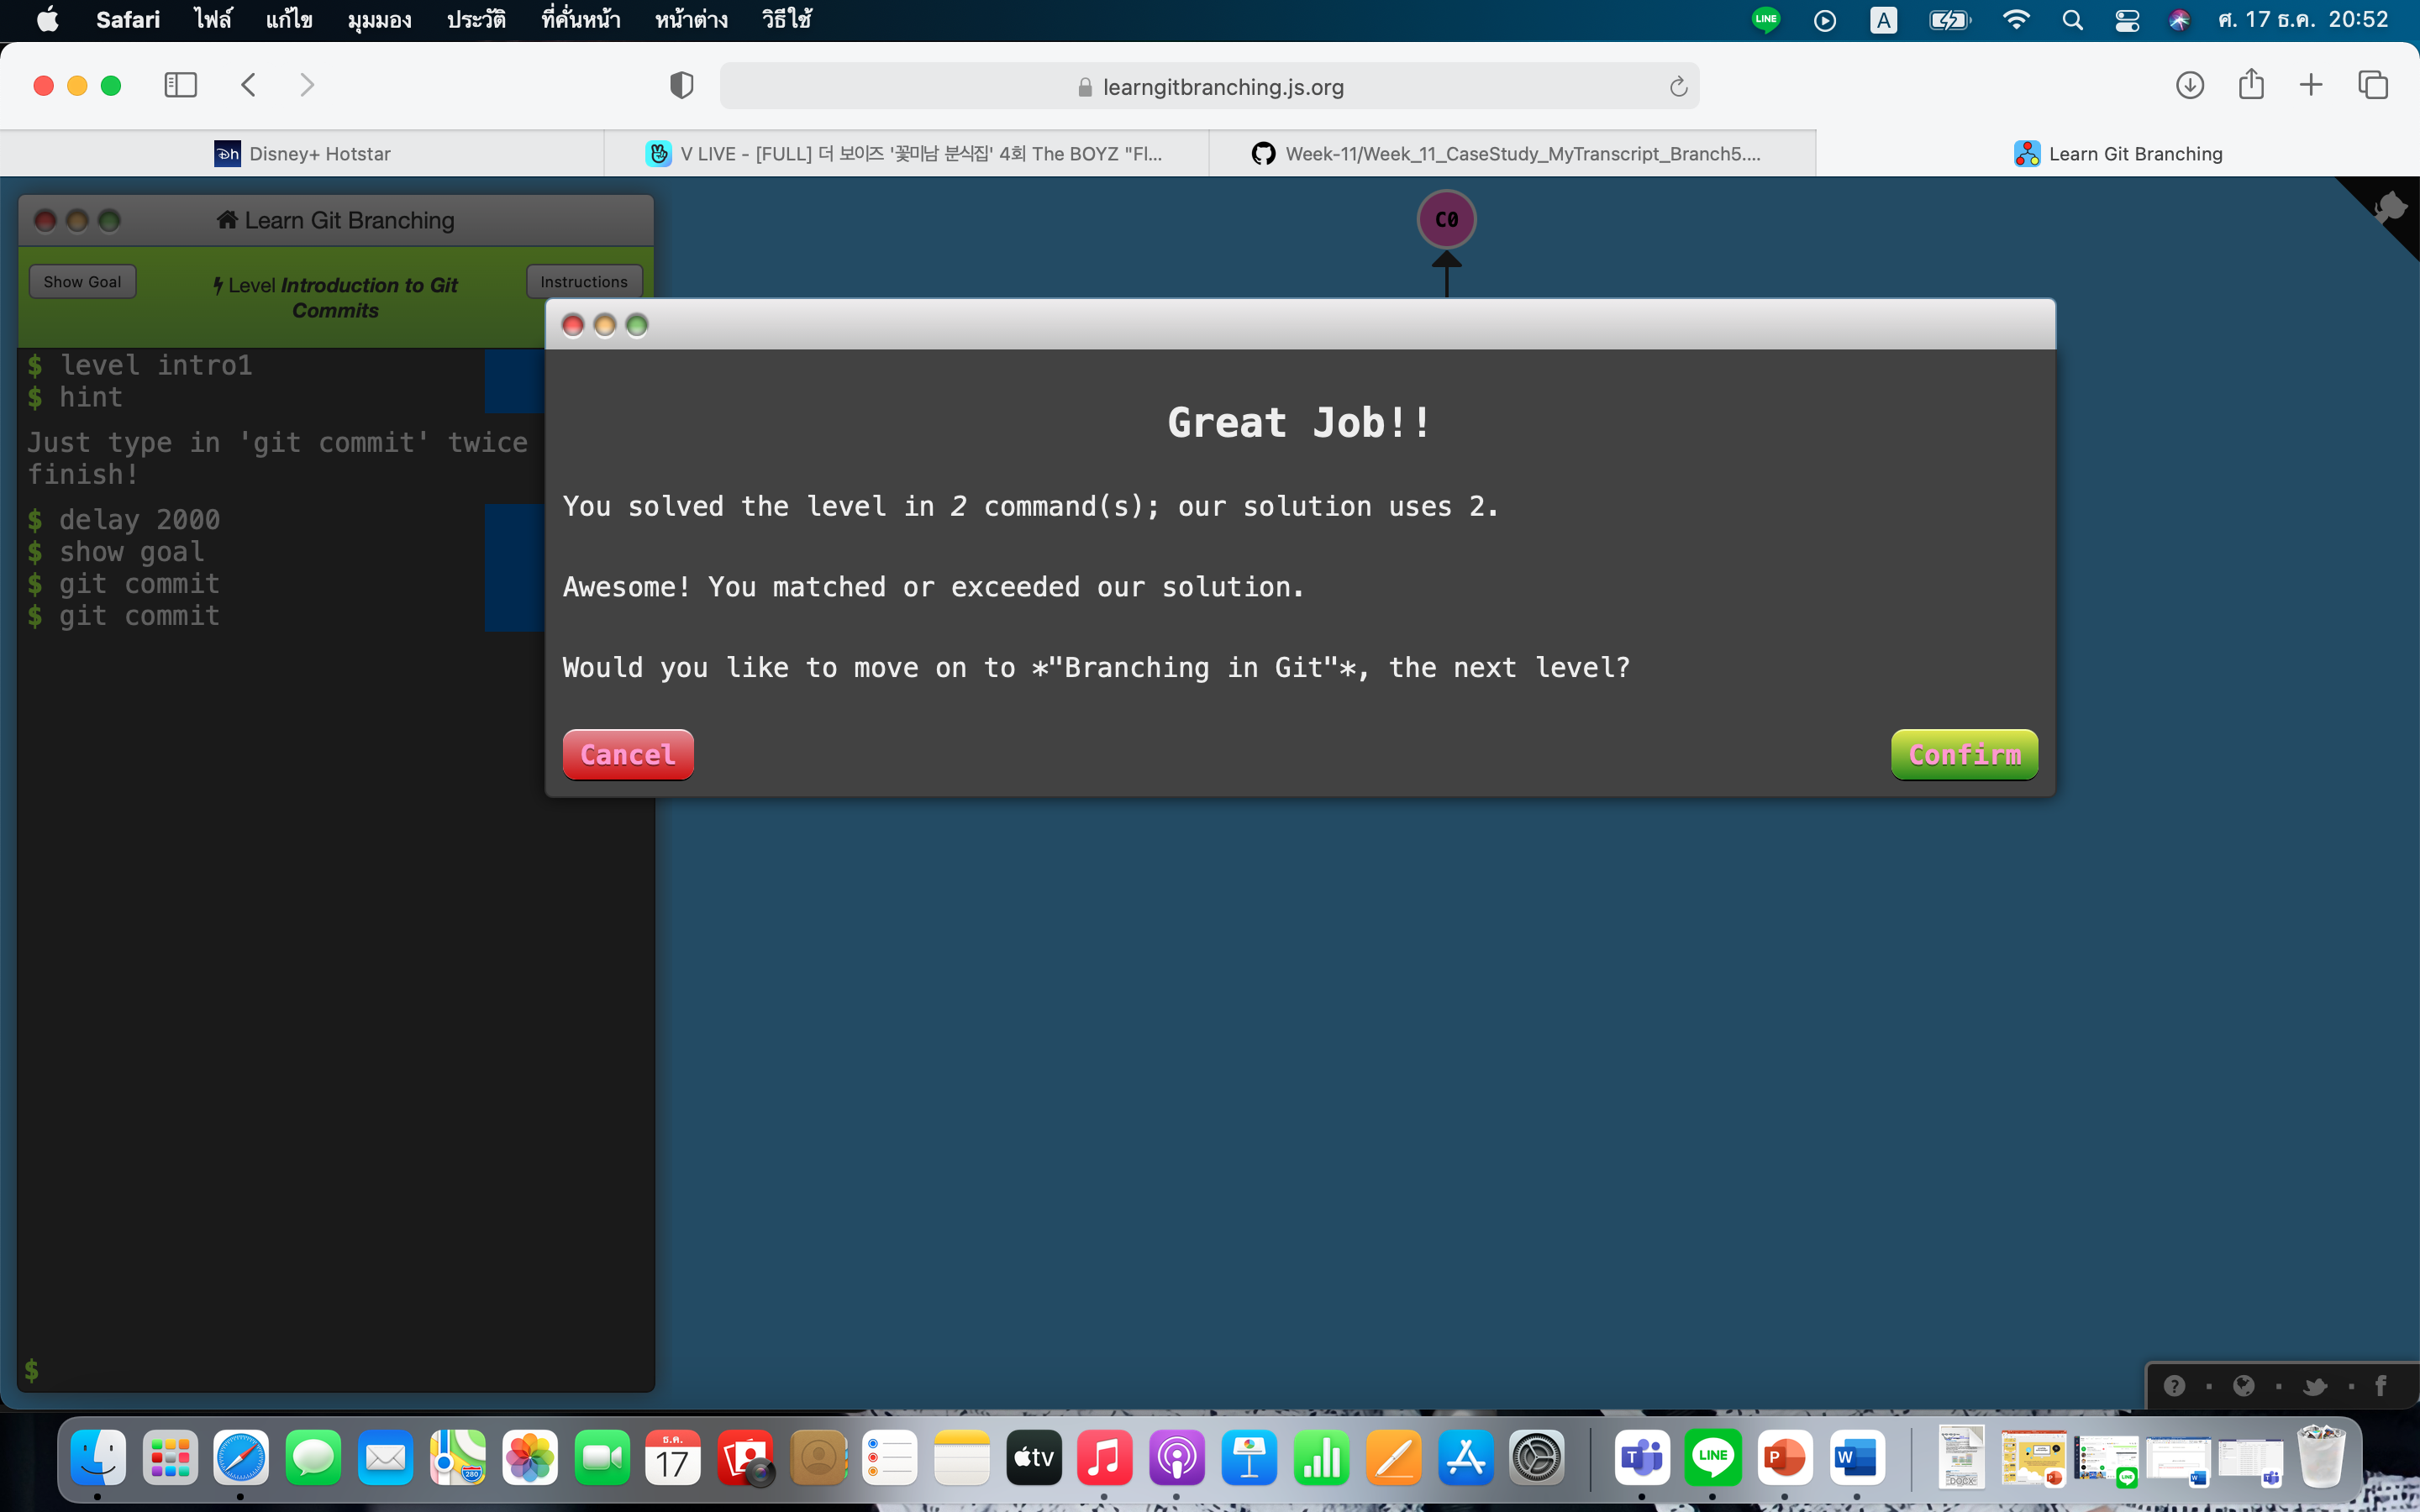 Safari ไฟล์ แก้ไข มุมมอง ประวัติ ที่คั่นหน้า หน้าต่าง วิธีใช้ LINE A ศ. 17 ธ.ค. 20:52
learngitbranching.js.org
Disney+ Hotstar
V LIVE - [FULL] 더 보이즈 '꽃미남 분식집' 4회 The BOYZ "Fl...
Week-11/Week_11_CaseStudy_MyTranscript_Branch5....
Learn Git Branching
Learn Git Branching
Show Goal
Level Introduction to Git
Commits
Instructions
C0
$ level intro1
$ hint
Just type in 'git commit' twice
finish!
$ delay 2000
$ show goal
$ git commit
$ git commit
$
Great Job!!
You solved the level in 2 command(s); our solution uses 2.
Awesome! You matched or exceeded our solution.
Would you like to move on to *"Branching in Git"*, the next level?
Cancel
Confirm
280
ธ.ค.
17
tv
T
LINE
P
W
DOCX